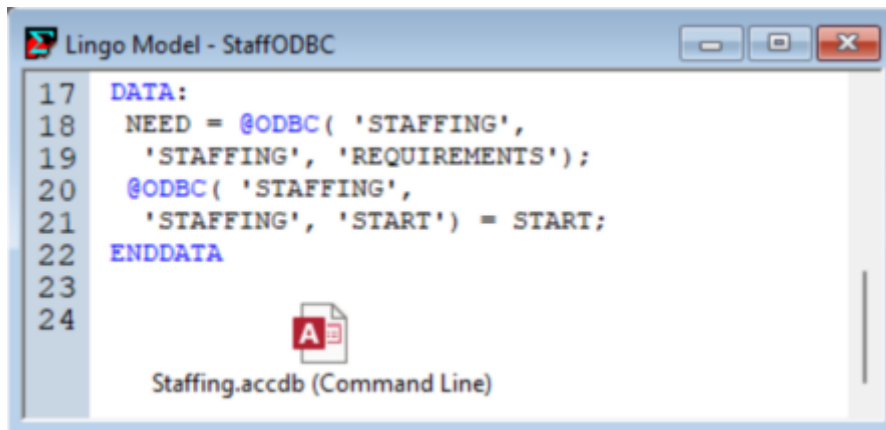 Lingo Model - StaffODBC
17 DATA:
18 NEED = @ODBC( 'STAFFING',
19 'STAFFING', 'REQUIREMENTS');
20 @ODBC( 'STAFFING',
21 'STAFFING', 'START') = START;
22 ENDDATA
23
24
A
Staffing.accdb (Command Line)